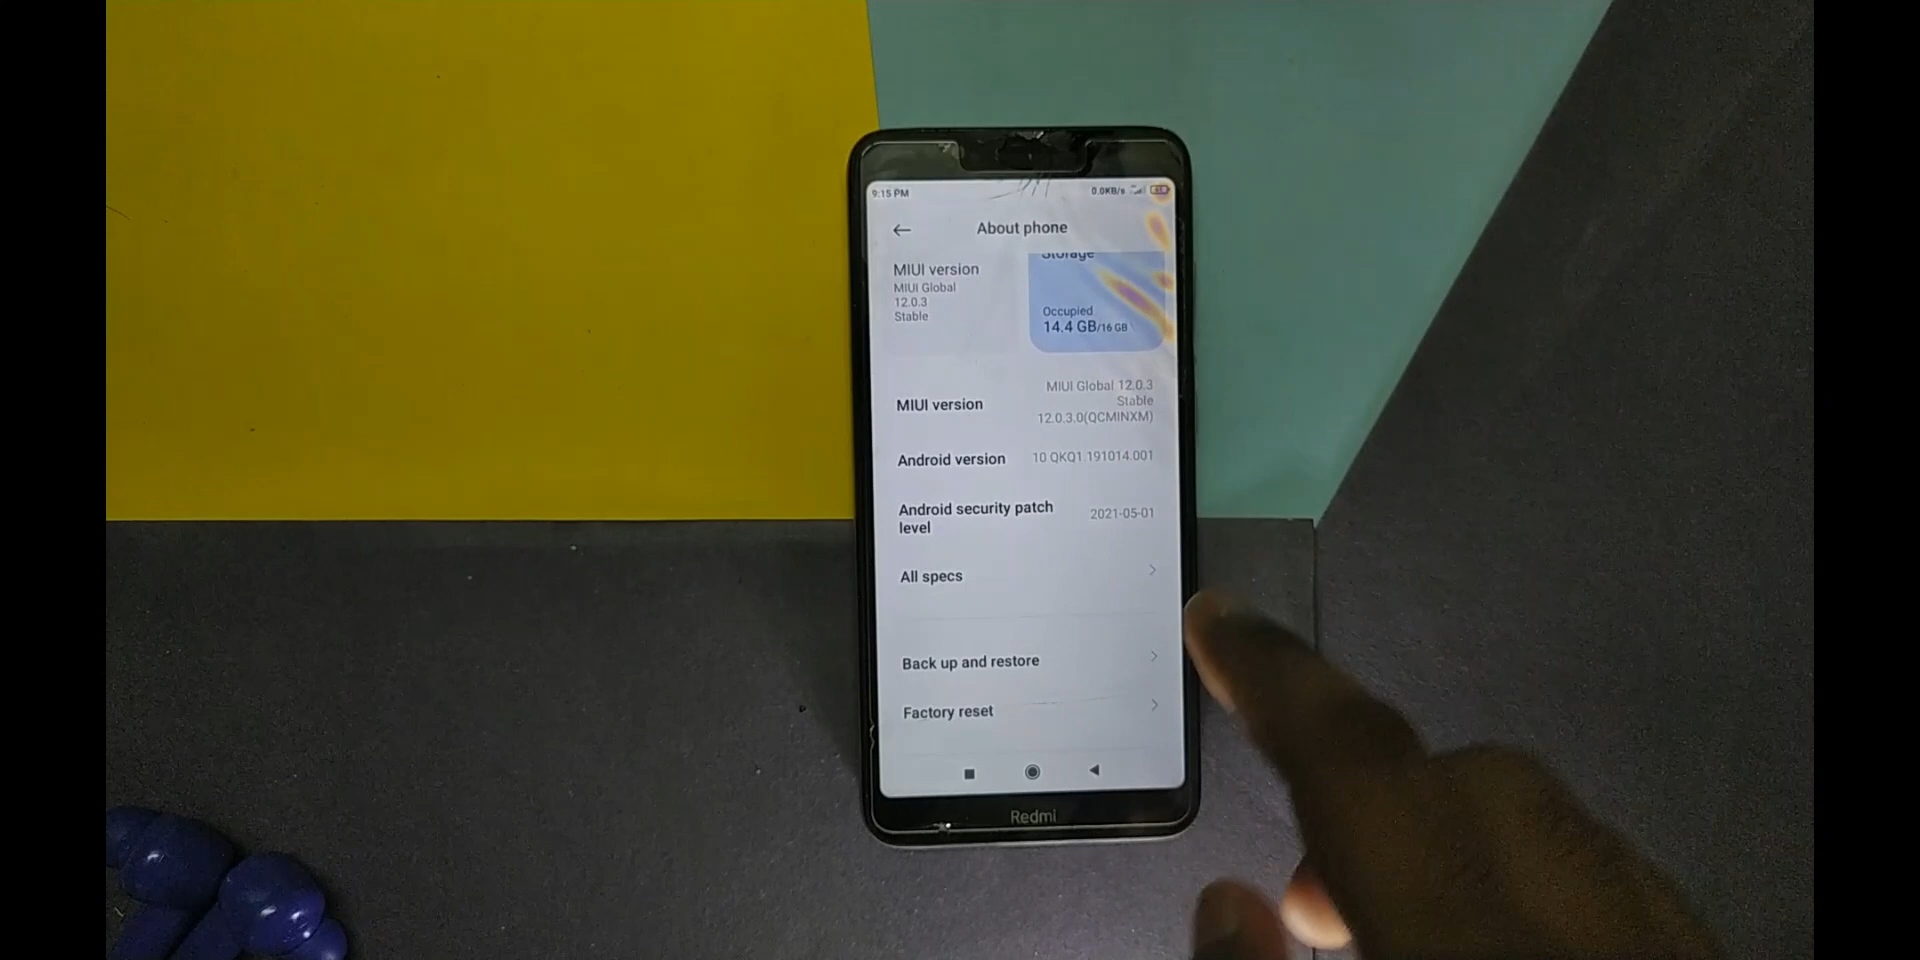 9:15 PM
0.0KB/s
About phone
MIUI version
MIUI Global
12.0.3
Stable
Storage
Occupied
14.4 GB/16 GB
MIUI version
MIUI Global 12.0.3
Stable
12.0.3.0(QCMINXM)
Android version
10 QKQ1.191014.001
Android security patch
level
2021-05-01
All specs
Back up and restore
Factory reset
Redmi